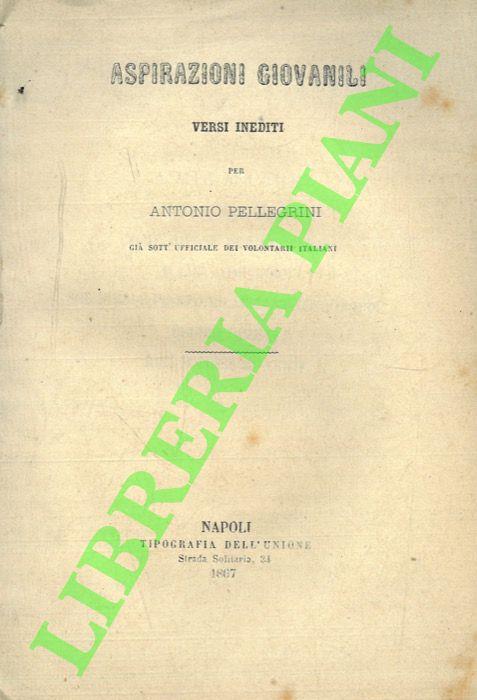 ASPIRAZIONI GIOVANILI
VERSI INEDITI
PER
ANTONIO PELLEGRINI
GIÀ SOTT' UFFICIALE DEI VOLONTARII ITALIANI
NAPOLI
TIPOGRAFIA DELL'UNIONE
Strada Solitaria, 34
1867
LIBRERIA PIANI